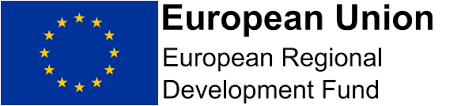 European Union
European Regional
Development Fund